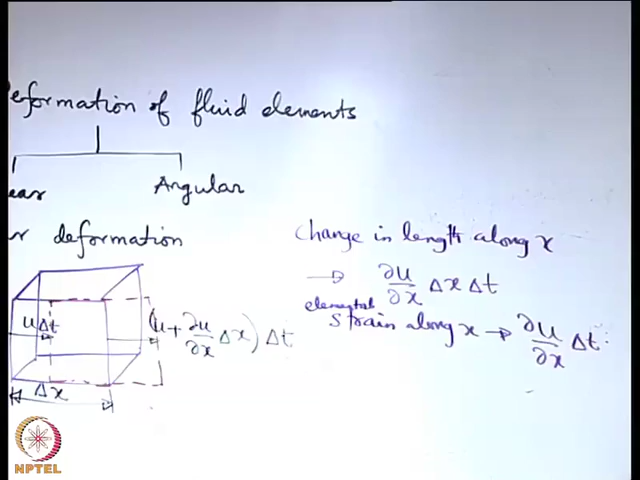 eformation of fluid elements
ear
Angular
r deformation
Change in length along x
→ ∂u/∂x Δx Δt
elemental
Strain along x → ∂u/∂x Δt
uΔt
(u + ∂u/∂x Δx) Δt
Δx
NPTEL